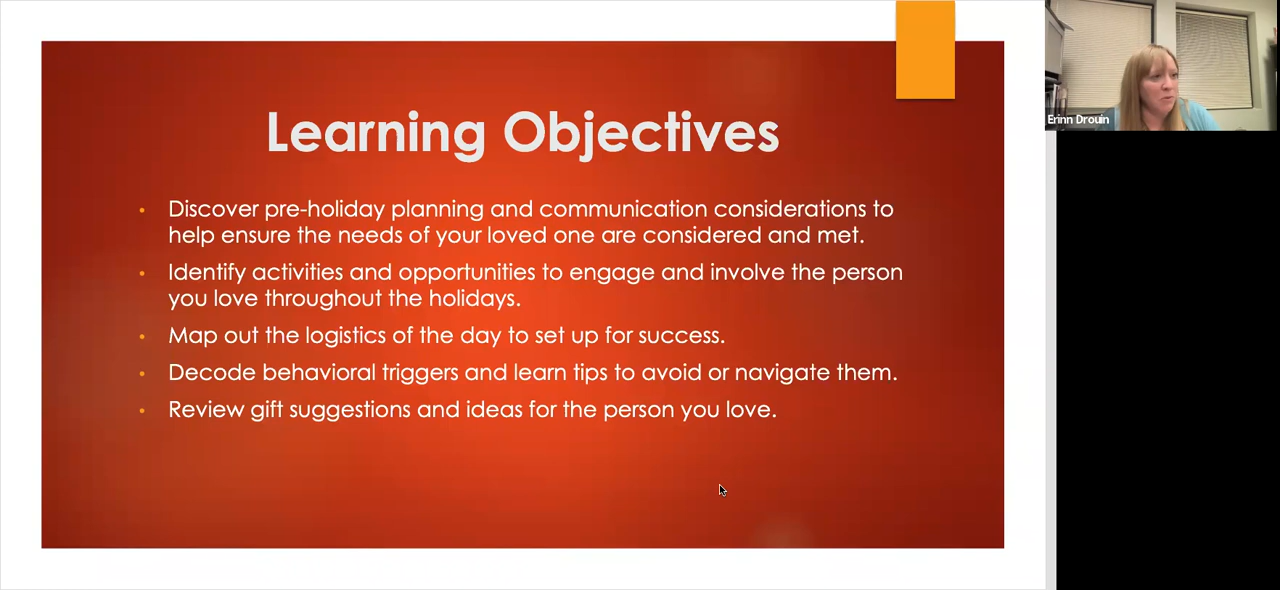 Learning Objectives
• Discover pre-holiday planning and communication considerations to
help ensure the needs of your loved one are considered and met.
• Identify activities and opportunities to engage and involve the person
you love throughout the holidays.
• Map out the logistics of the day to set up for success.
• Decode behavioral triggers and learn tips to avoid or navigate them.
• Review gift suggestions and ideas for the person you love.
Erinn Drouin